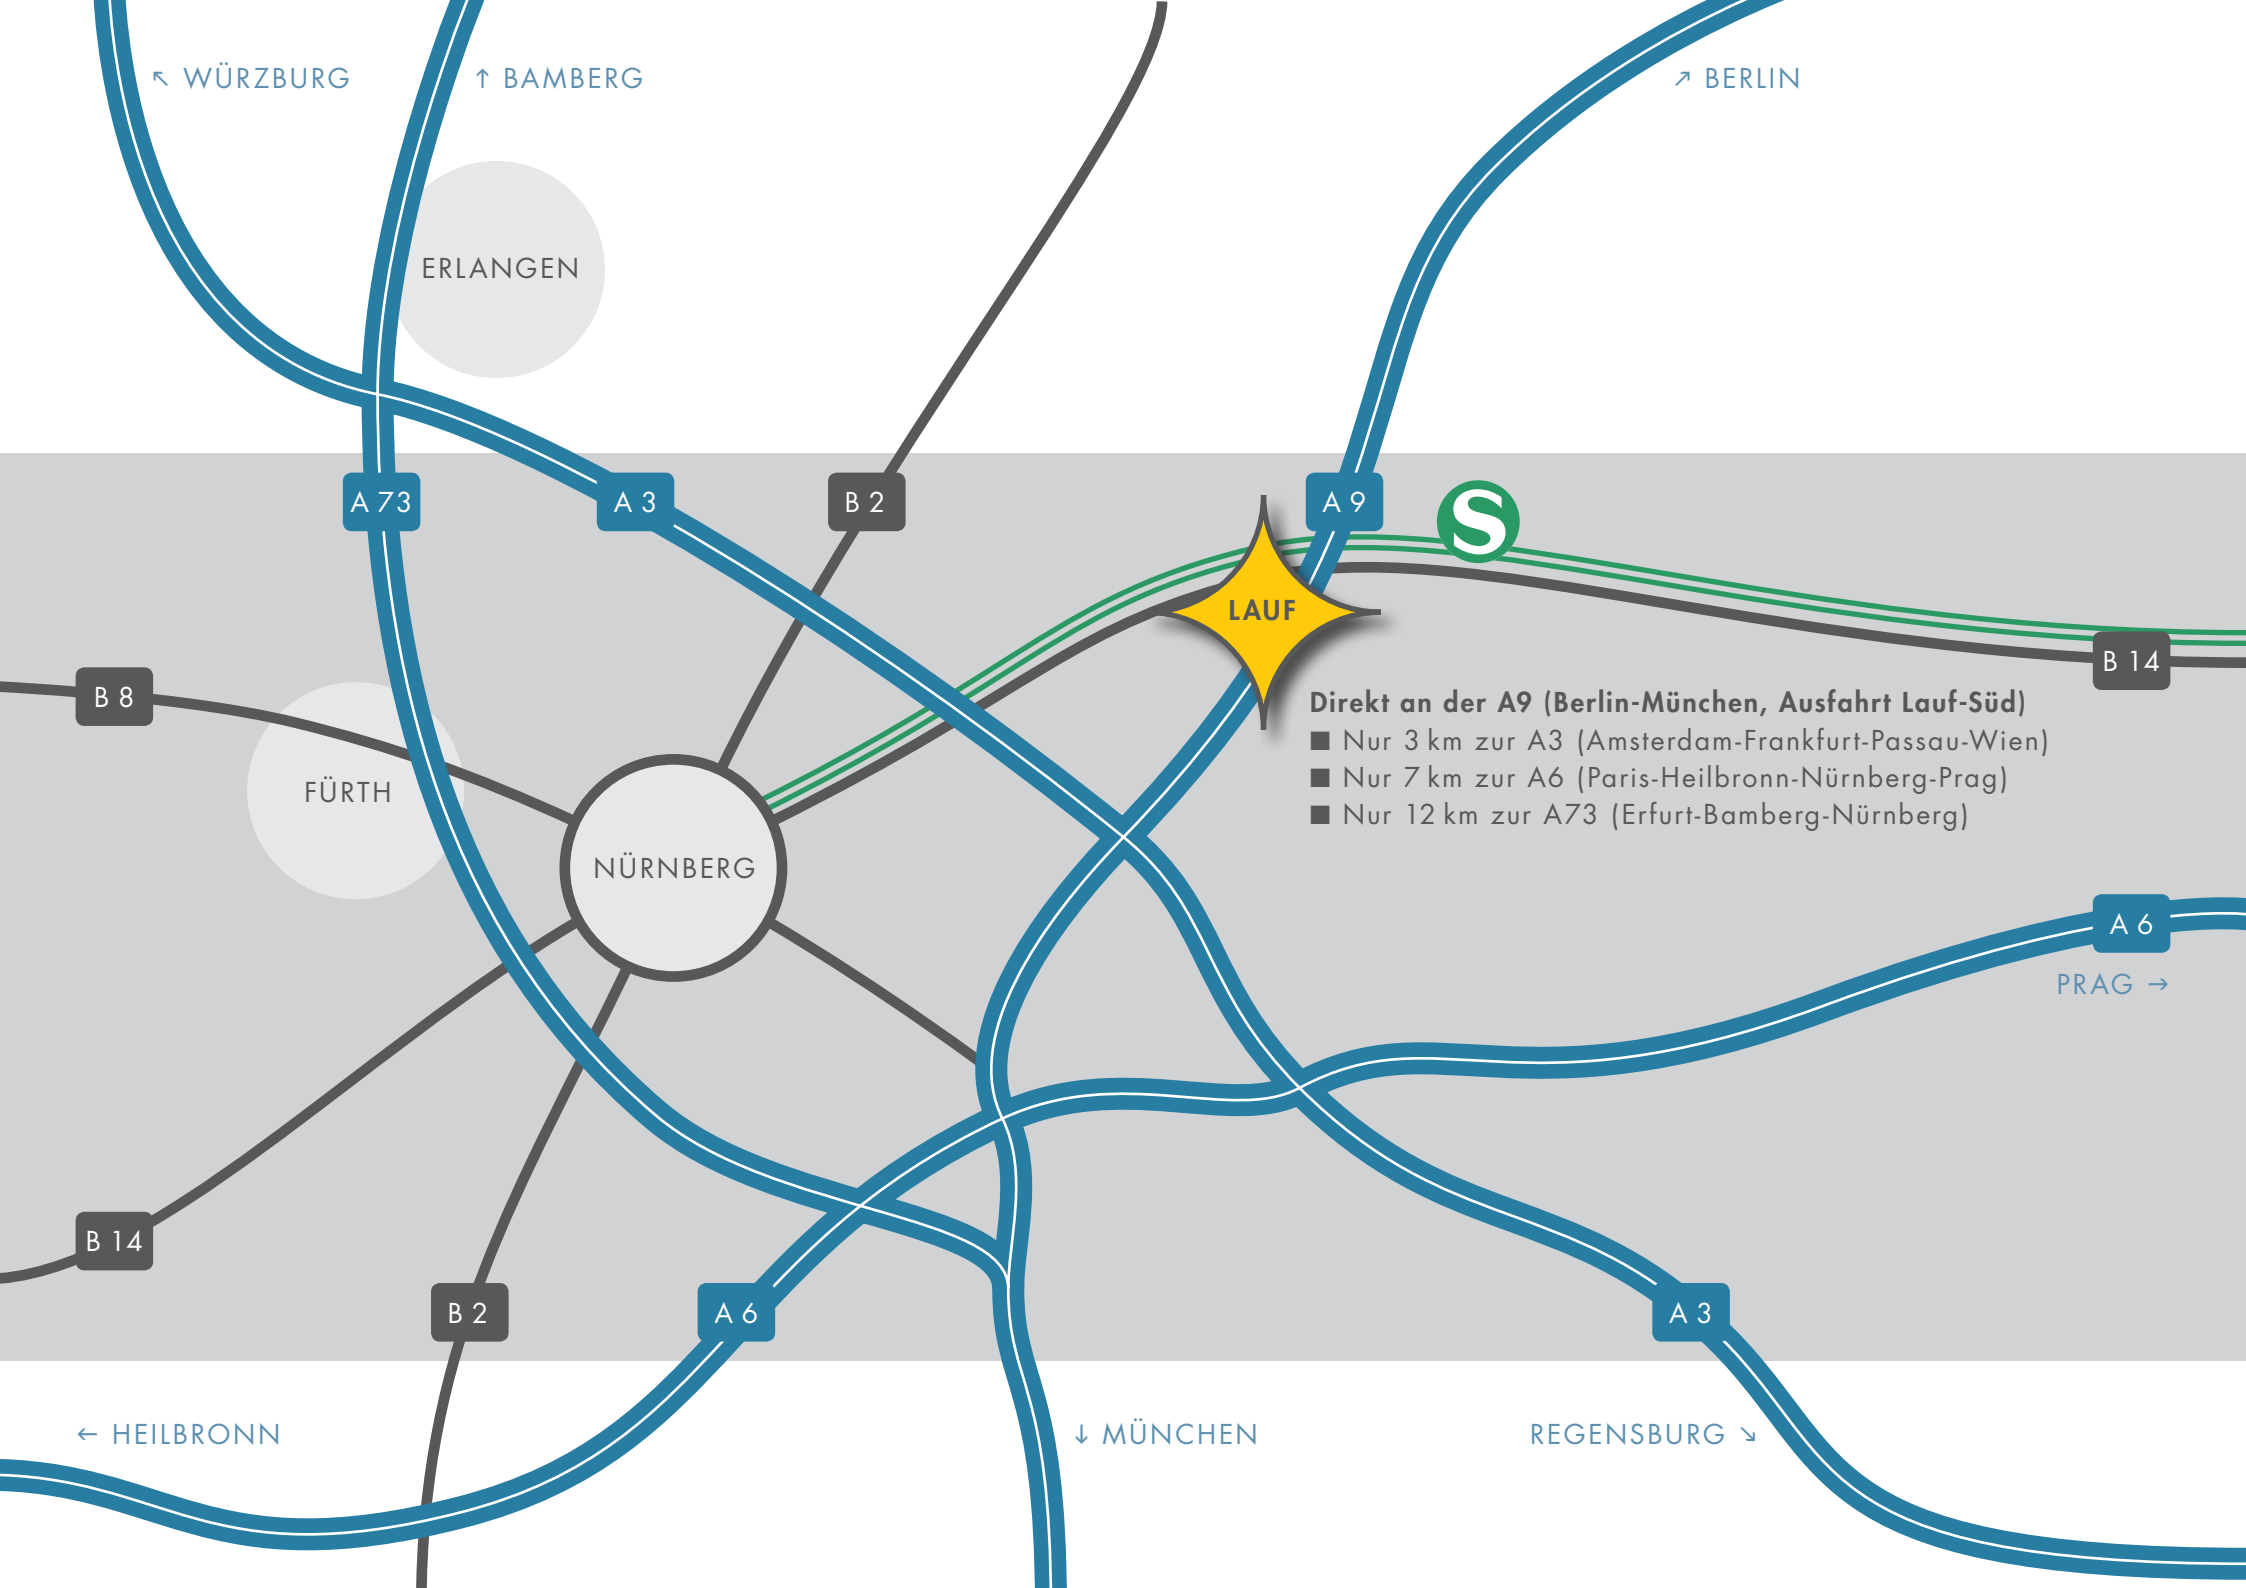 ↖ WÜRZBURG
↑ BAMBERG
↗ BERLIN
ERLANGEN
A 73
A 3
B 2
A 9
S
LAUF
B 14
B 8
FÜRTH
NÜRNBERG
Direkt an der A9 (Berlin-München, Ausfahrt Lauf-Süd)
■ Nur 3 km zur A3 (Amsterdam-Frankfurt-Passau-Wien)
■ Nur 7 km zur A6 (Paris-Heilbronn-Nürnberg-Prag)
■ Nur 12 km zur A73 (Erfurt-Bamberg-Nürnberg)
A 6
PRAG →
B 14
B 2
A 6
A 3
← HEILBRONN
↓ MÜNCHEN
REGENSBURG ↘